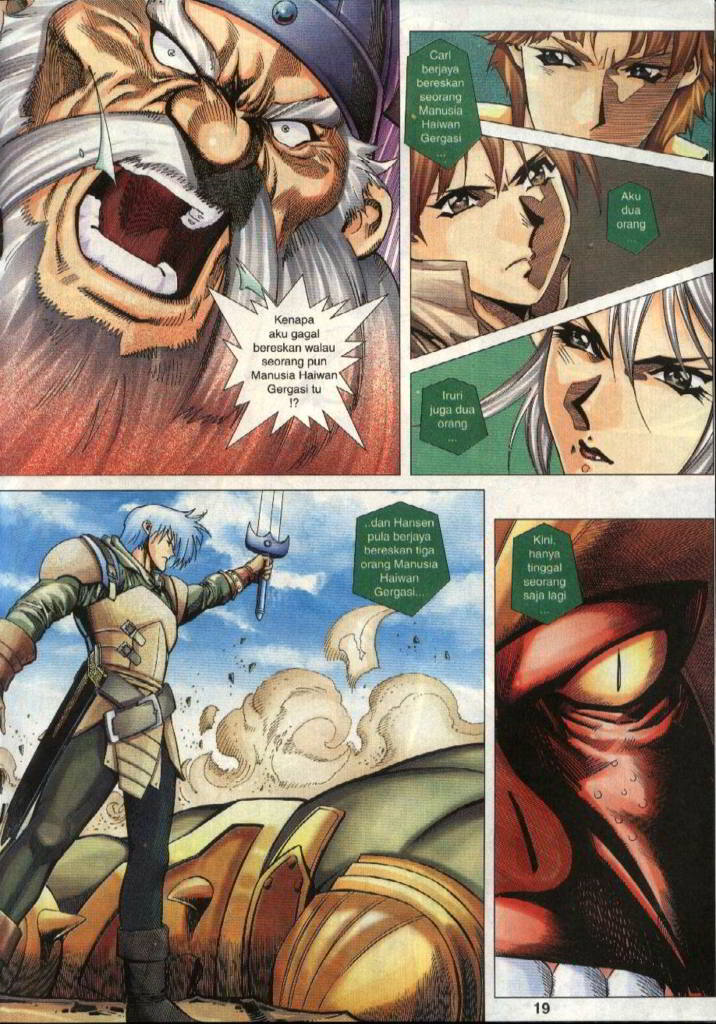 Kenapa
aku gagal
bereskan walau
seorang pun
Manusia Haiwan
Gergasi tu
!?
Carl
berjaya
bereskan
seorang
Manusia
Haiwan
Gergasi
...
Aku
dua
orang
...
Iruri
juga dua
orang
...
..dan Hansen
pula berjaya
bereskan tiga
orang Manusia
Haiwan
Gergasi...
Kini,
hanya
tinggal
seorang
saja lagi
...
19